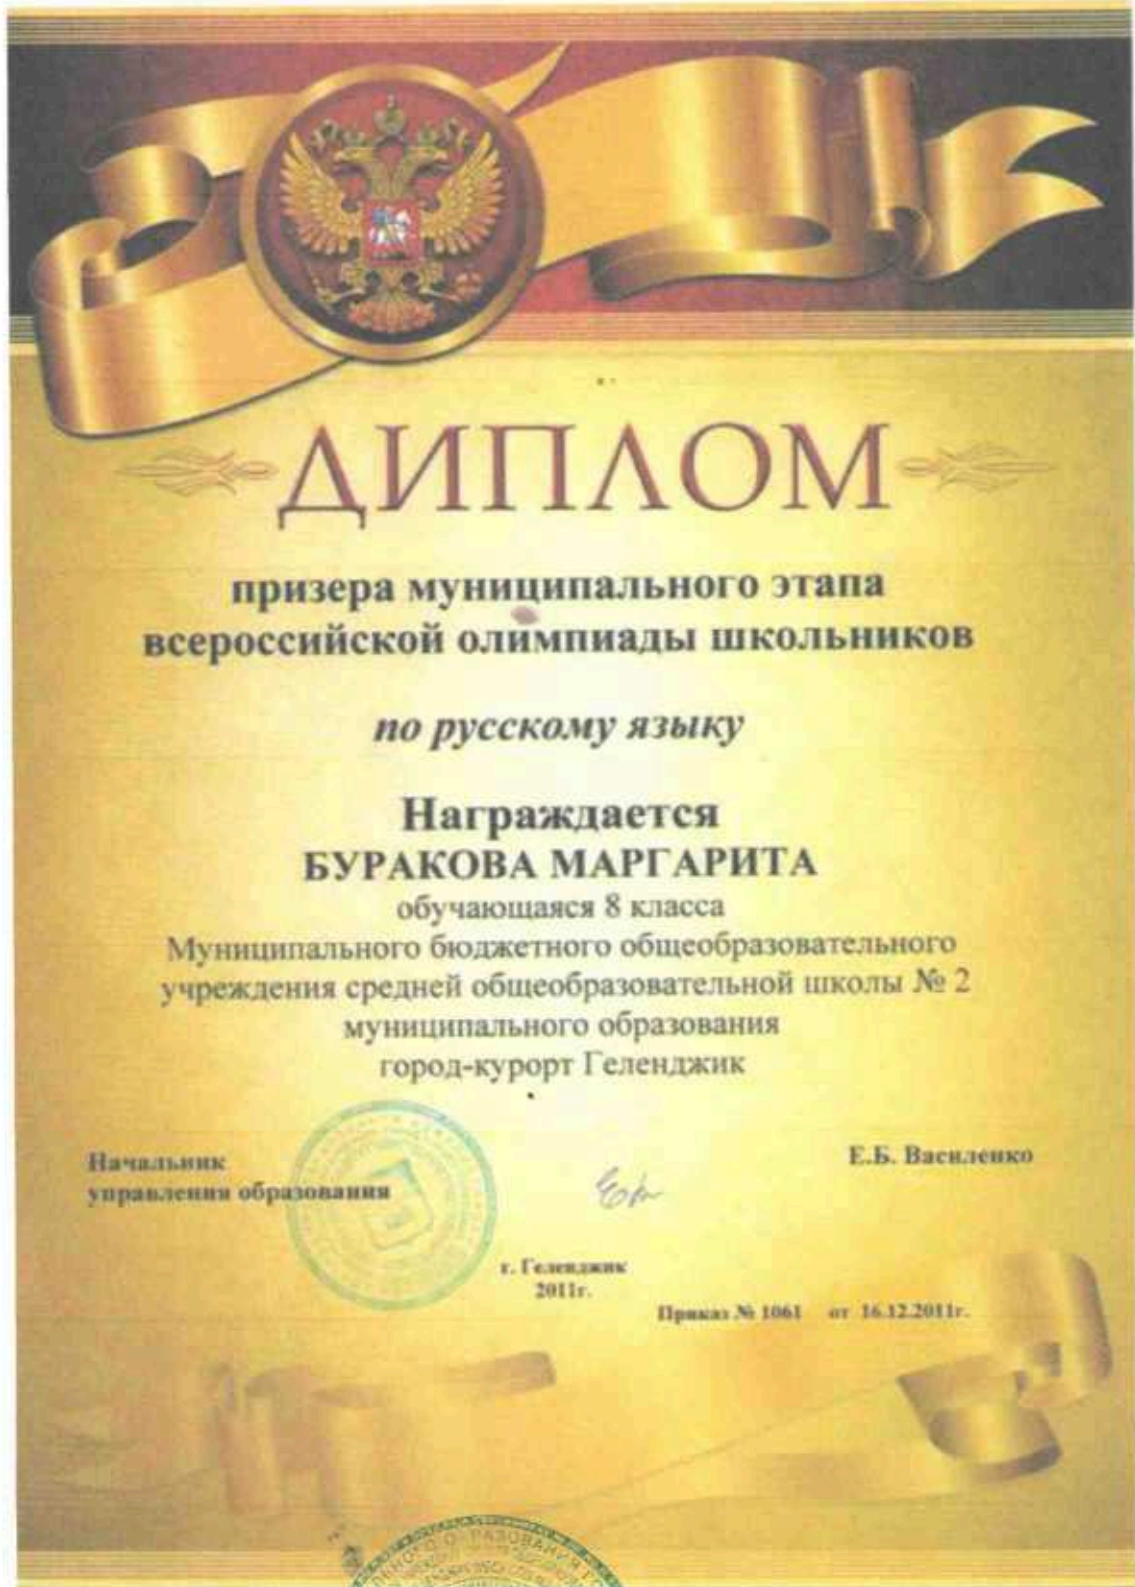 ДИПЛОМ
призера муниципального этапа
всероссийской олимпиады школьников
по русскому языку
Награждается
БУРАКОВА МАРГАРИТА
обучающаяся 8 класса
Муниципального бюджетного общеобразовательного
учреждения средней общеобразовательной школы № 2
муниципального образования
город-курорт Геленджик
Начальник
управления образования
Е.Б. Василенко
г. Геленджик
2011г.
Приказ № 1061 от 16.12.2011г.